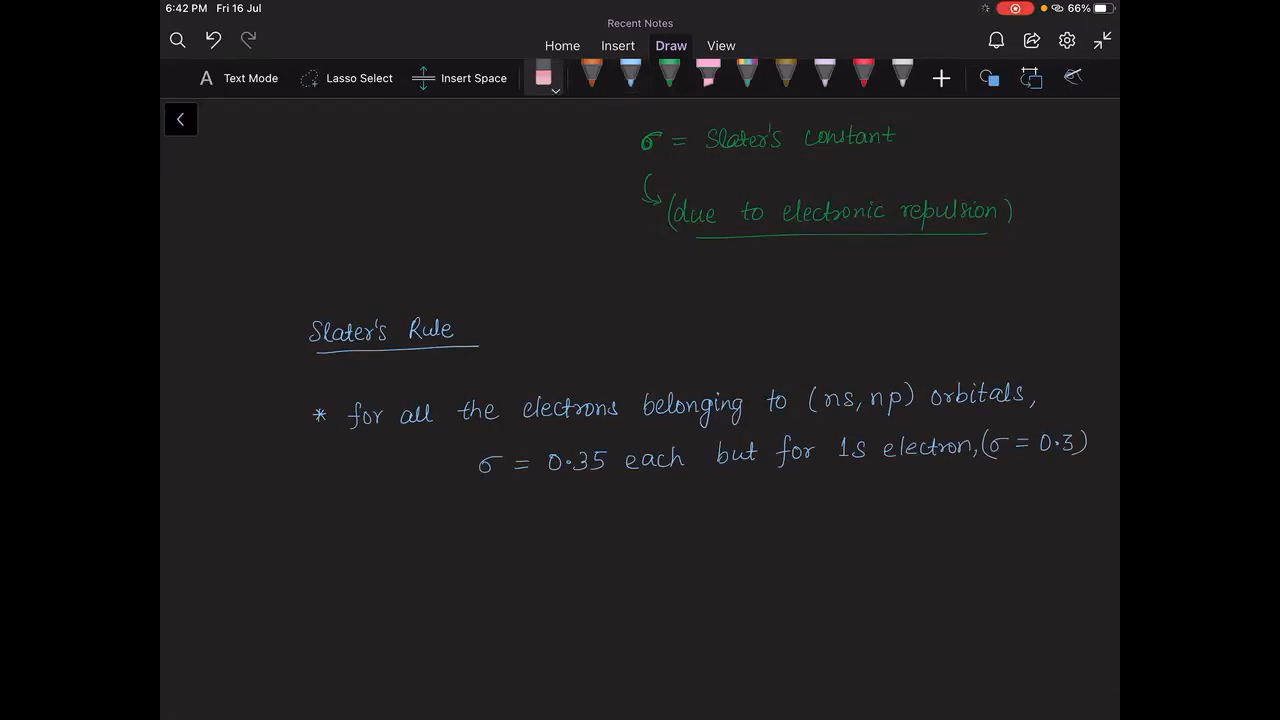 6:42 PM Fri 16 Jul
66%
Recent Notes
Home Insert Draw View
Text Mode Lasso Select Insert Space
σ = Slater's constant
(due to electronic repulsion)
Slater's Rule
* for all the electrons belonging to (ns, np) orbitals,
σ = 0.35 each but for 1s electron, (σ = 0.3)